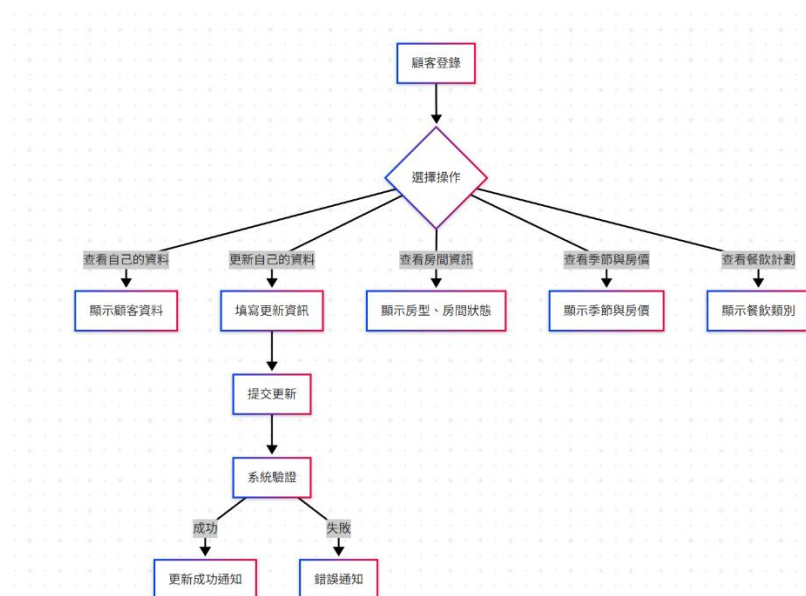 顧客登錄
選擇操作
查看自己的資料
更新自己的資料
查看房間資訊
查看季節與房價
查看餐飲計劃
顯示顧客資料
填寫更新資訊
顯示房型、房間狀態
顯示季節與房價
顯示餐飲類別
提交更新
系統驗證
成功
失敗
更新成功通知
錯誤通知